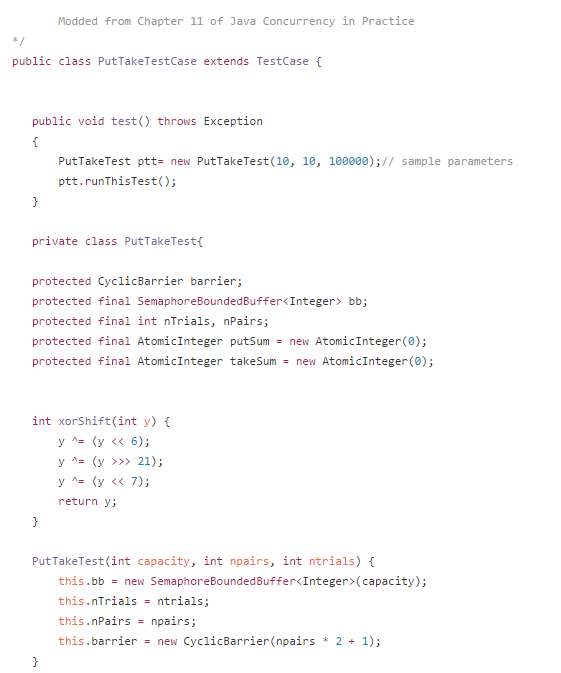 Modded from Chapter 11 of Java Concurrency in Practice
*/
public class PutTakeTestCase extends TestCase {
public void test() throws Exception
{
PutTakeTest ptt= new PutTakeTest(10, 10, 100000);// sample parameters
ptt.runThisTest();
}
private class PutTakeTest{
protected CyclicBarrier barrier;
protected final SemaphoreBoundedBuffer<Integer> bb;
protected final int nTrials, nPairs;
protected final AtomicInteger putSum = new AtomicInteger(0);
protected final AtomicInteger takeSum = new AtomicInteger(0);
int xorShift(int y) {
y ^= (y << 6);
y ^= (y >>> 21);
y ^= (y << 7);
return y;
}
PutTakeTest(int capacity, int npairs, int ntrials) {
this.bb = new SemaphoreBoundedBuffer<Integer>(capacity);
this.nTrials = ntrials;
this.nPairs = npairs;
this.barrier = new CyclicBarrier(npairs * 2 + 1);
}